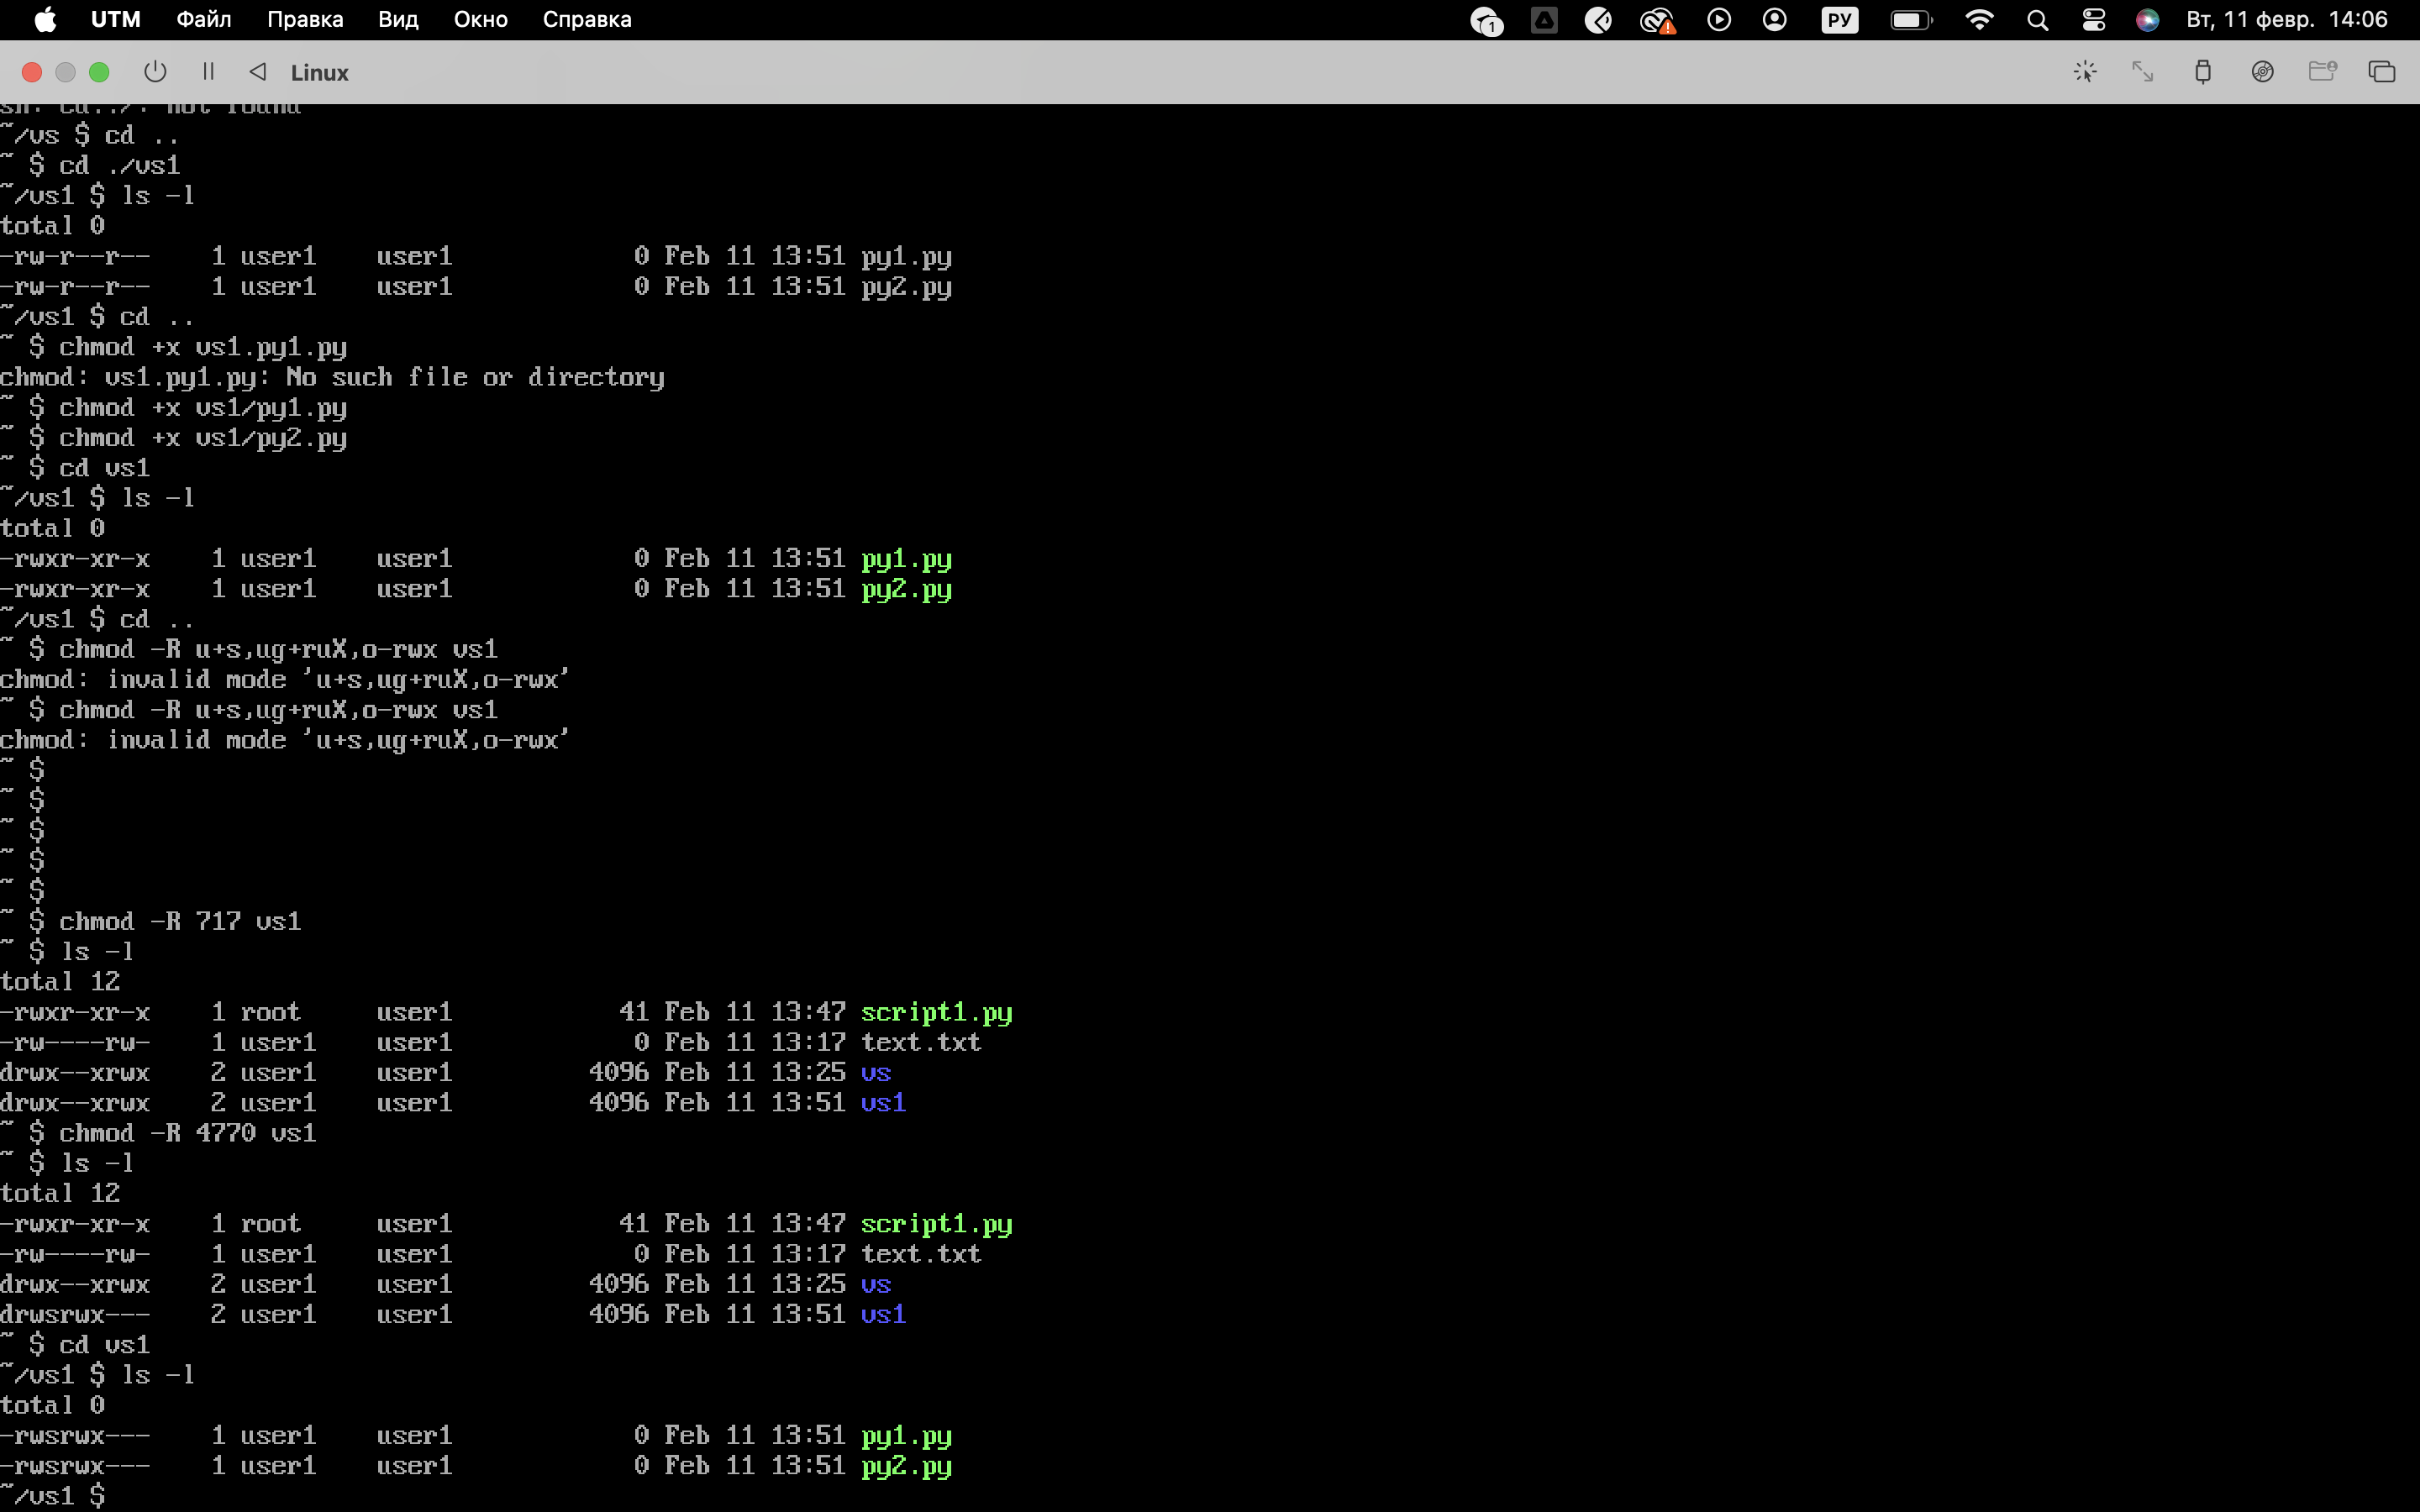 UTM Файл Правка Вид Окно Справка 1 РУ Вт, 11 февр. 14:06
Linux
sh: cd../: not found
~/vs $ cd ..
~ $ cd ./vs1
~/vs1 $ ls -l
total 0
-rw-r--r-- 1 user1 user1 0 Feb 11 13:51 py1.py
-rw-r--r-- 1 user1 user1 0 Feb 11 13:51 py2.py
~/vs1 $ cd ..
~ $ chmod +x vs1.py1.py
chmod: vs1.py1.py: No such file or directory
~ $ chmod +x vs1/py1.py
~ $ chmod +x vs1/py2.py
~ $ cd vs1
~/vs1 $ ls -l
total 0
-rwxr-xr-x 1 user1 user1 0 Feb 11 13:51 py1.py
-rwxr-xr-x 1 user1 user1 0 Feb 11 13:51 py2.py
~/vs1 $ cd ..
~ $ chmod -R u+s,ug+ruX,o-rwx vs1
chmod: invalid mode 'u+s,ug+ruX,o-rwx'
~ $ chmod -R u+s,ug+ruX,o-rwx vs1
chmod: invalid mode 'u+s,ug+ruX,o-rwx'
~ $
~ $
~ $
~ $
~ $
~ $ chmod -R 717 vs1
~ $ ls -l
total 12
-rwxr-xr-x 1 root user1 41 Feb 11 13:47 script1.py
-rw----rw- 1 user1 user1 0 Feb 11 13:17 text.txt
drwx--xrwx 2 user1 user1 4096 Feb 11 13:25 vs
drwx--xrwx 2 user1 user1 4096 Feb 11 13:51 vs1
~ $ chmod -R 4770 vs1
~ $ ls -l
total 12
-rwxr-xr-x 1 root user1 41 Feb 11 13:47 script1.py
-rw----rw- 1 user1 user1 0 Feb 11 13:17 text.txt
drwx--xrwx 2 user1 user1 4096 Feb 11 13:25 vs
drwsrwx--- 2 user1 user1 4096 Feb 11 13:51 vs1
~ $ cd vs1
~/vs1 $ ls -l
total 0
-rwsrwx--- 1 user1 user1 0 Feb 11 13:51 py1.py
-rwsrwx--- 1 user1 user1 0 Feb 11 13:51 py2.py
~/vs1 $